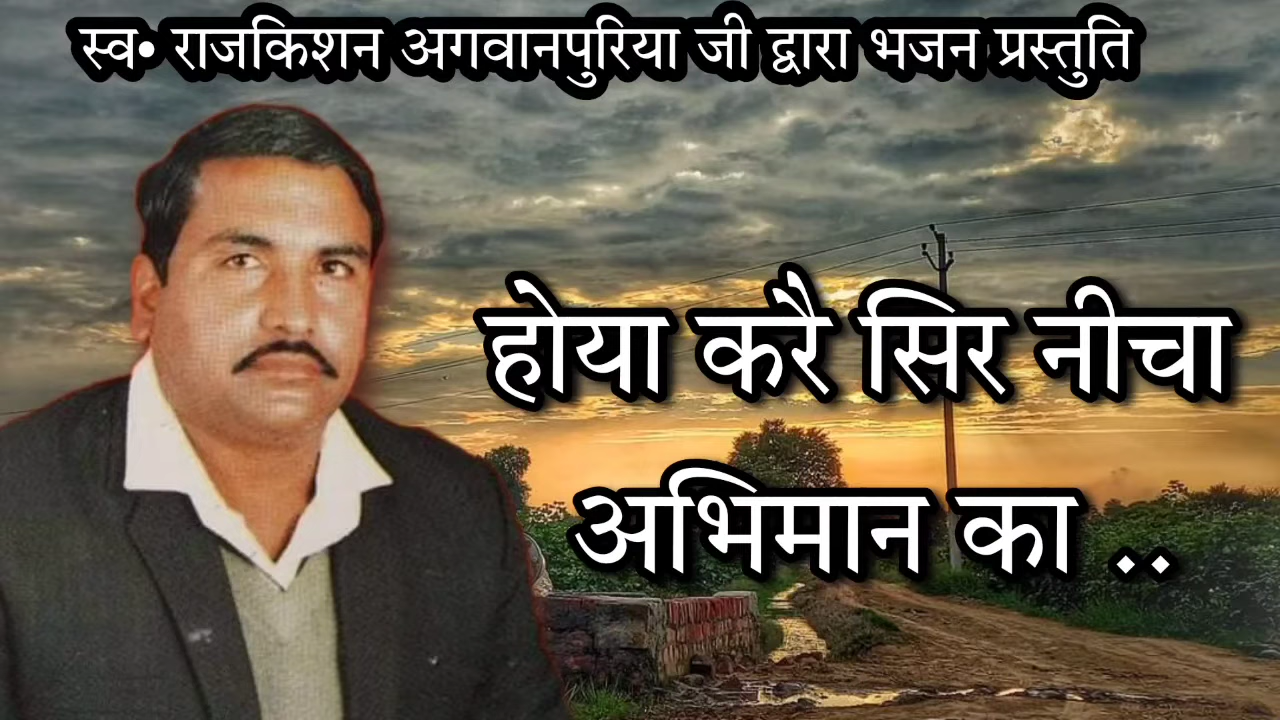 स्व• राजकिशन अगवानपुरिया जी द्वारा भजन प्रस्तुति
होया करै सिर नीचा
अभिमान का ..